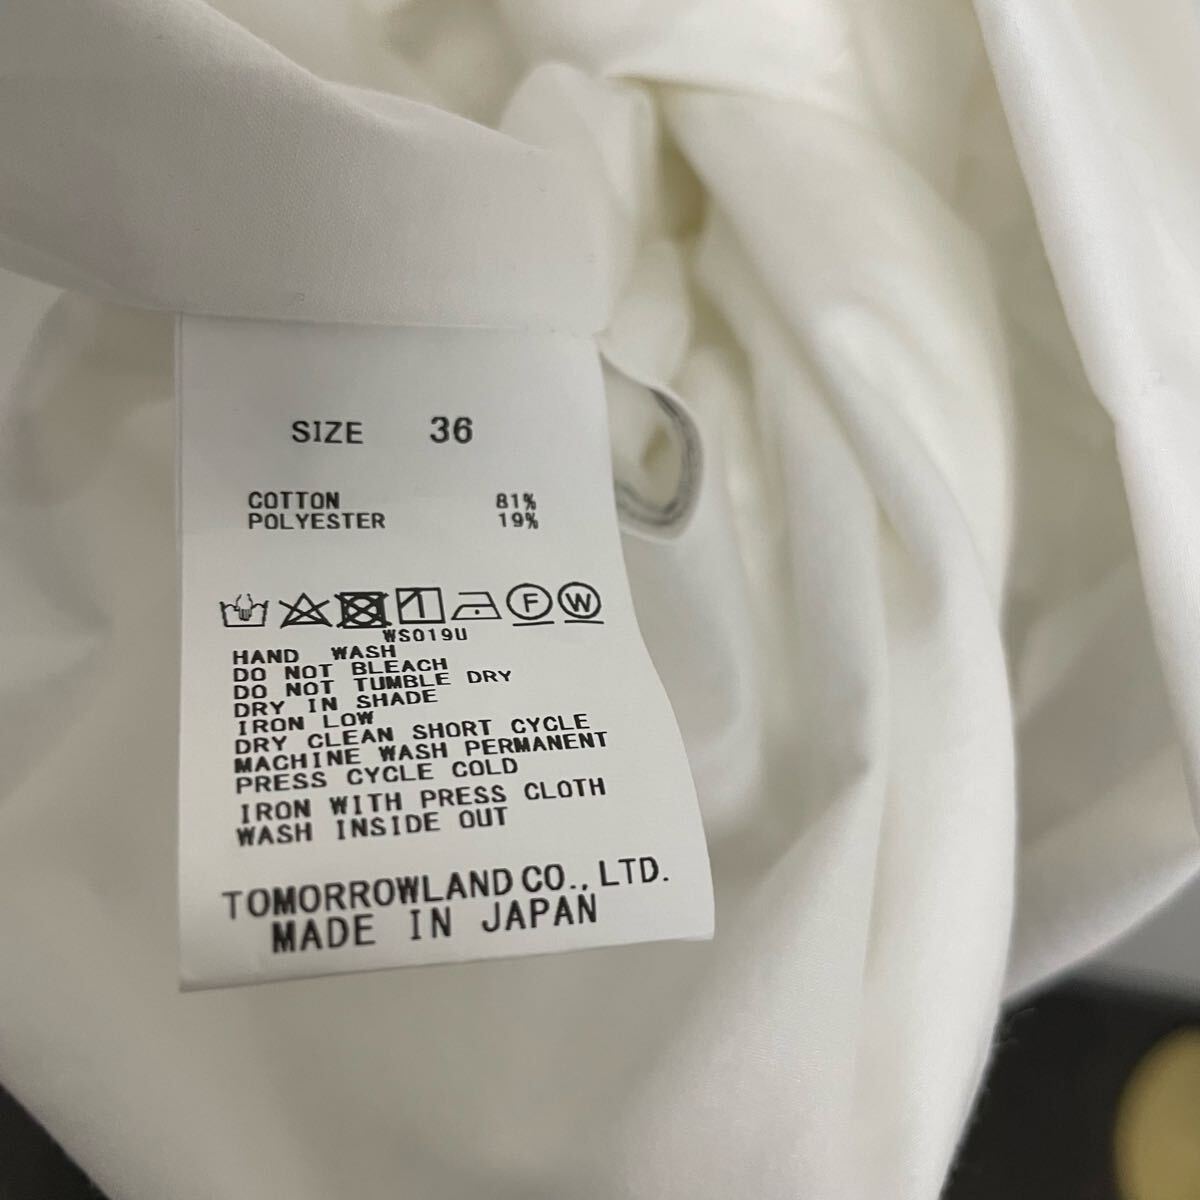 SIZE 36
COTTON 81%
POLYESTER 19%
F W
WS019U
HAND WASH
DO NOT BLEACH
DO NOT TUMBLE DRY
DRY IN SHADE
IRON LOW
DRY CLEAN SHORT CYCLE
MACHINE WASH PERMANENT
PRESS CYCLE COLD
IRON WITH PRESS CLOTH
WASH INSIDE OUT
TOMORROWLAND CO., LTD.
MADE IN JAPAN